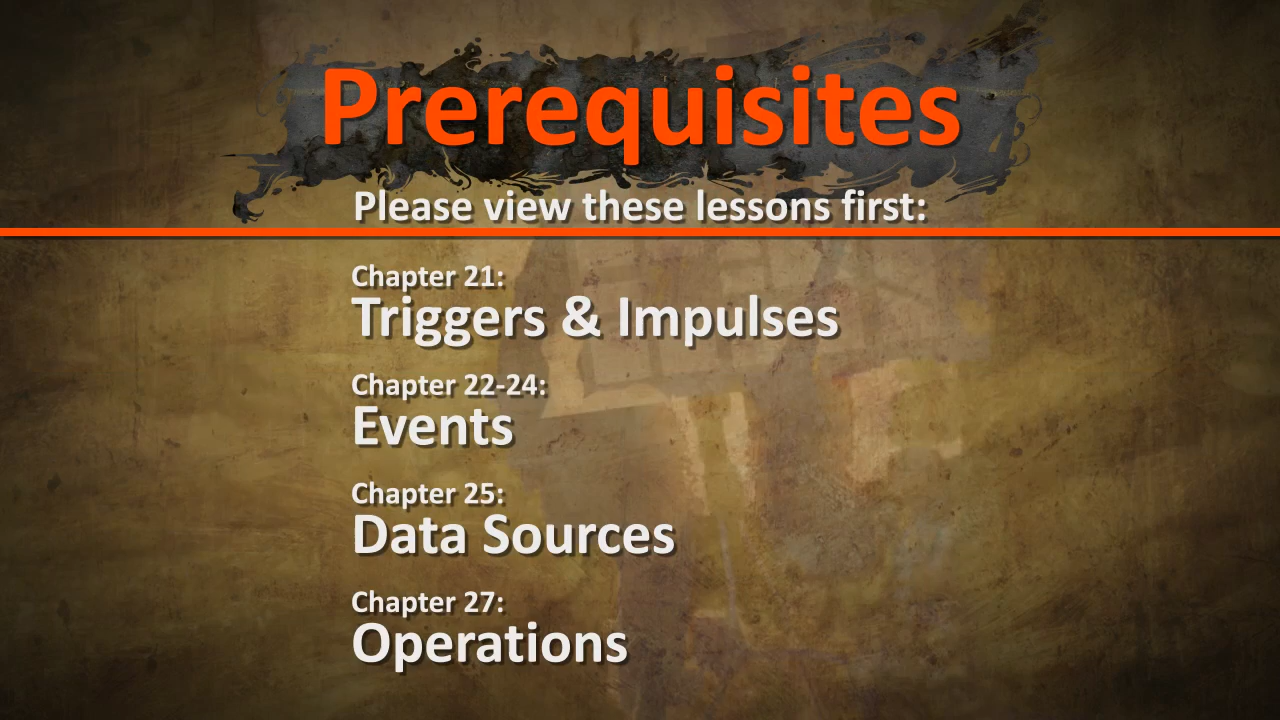 Prerequisites
Please view these lessons first:
Chapter 21:
Triggers & Impulses
Chapter 22-24:
Events
Chapter 25:
Data Sources
Chapter 27:
Operations